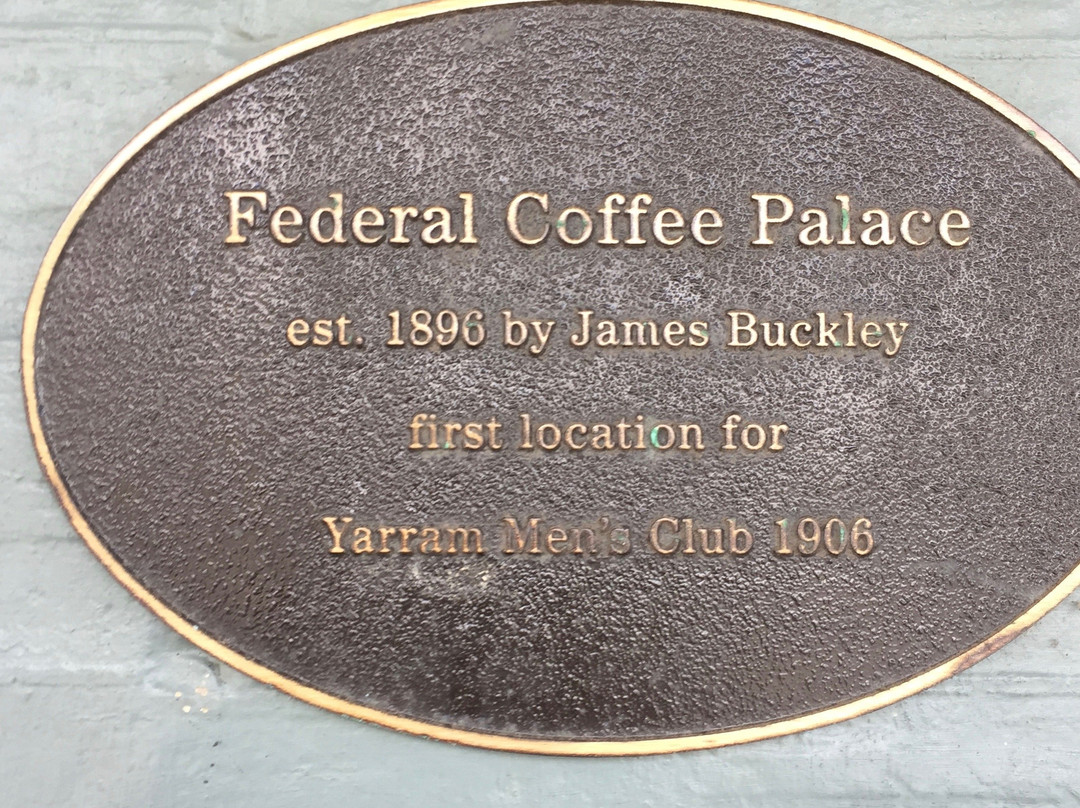 Federal Coffee Palace
est. 1896 by James Buckley
first location for
Yarram Men's Club 1906